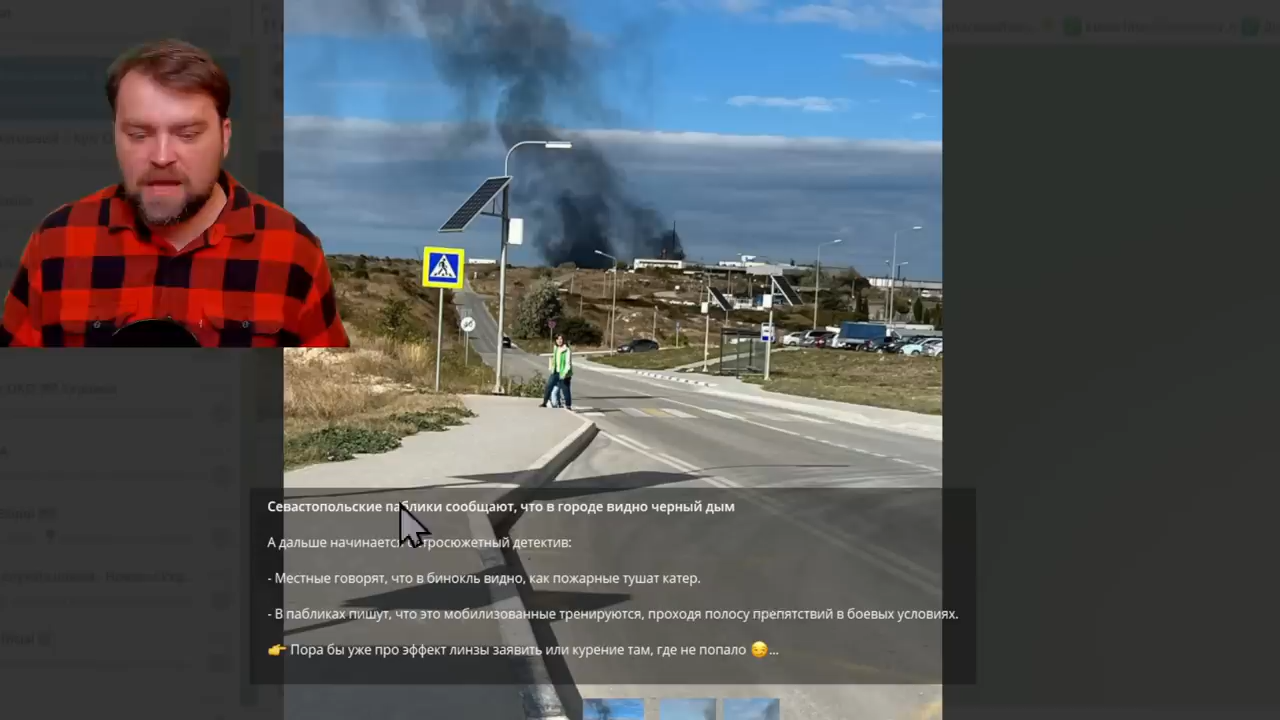 Севастопольские паблики сообщают, что в городе видно черный дым
А дальше начинается остросюжетный детектив:
- Местные говорят, что в бинокль видно, как пожарные тушат катер.
- В пабликах пишут, что это мобилизованные тренируются, проходя полосу препятствий в боевых условиях.
👉 Пора бы уже про эффект линзы заявить или курение там, где не попало 😏...